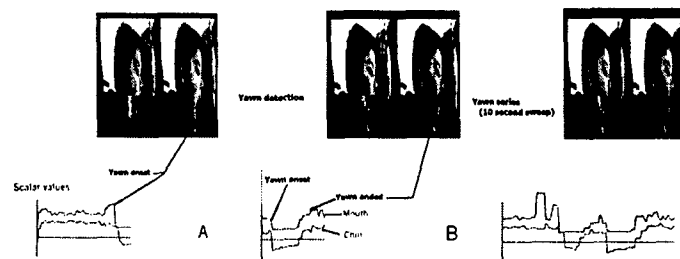 Yawn detection
Yawn series
(10 second sweep)
Yawn onset
Scalar values
Yawn onset
Yawn ended
Mouth
Chin
A
B